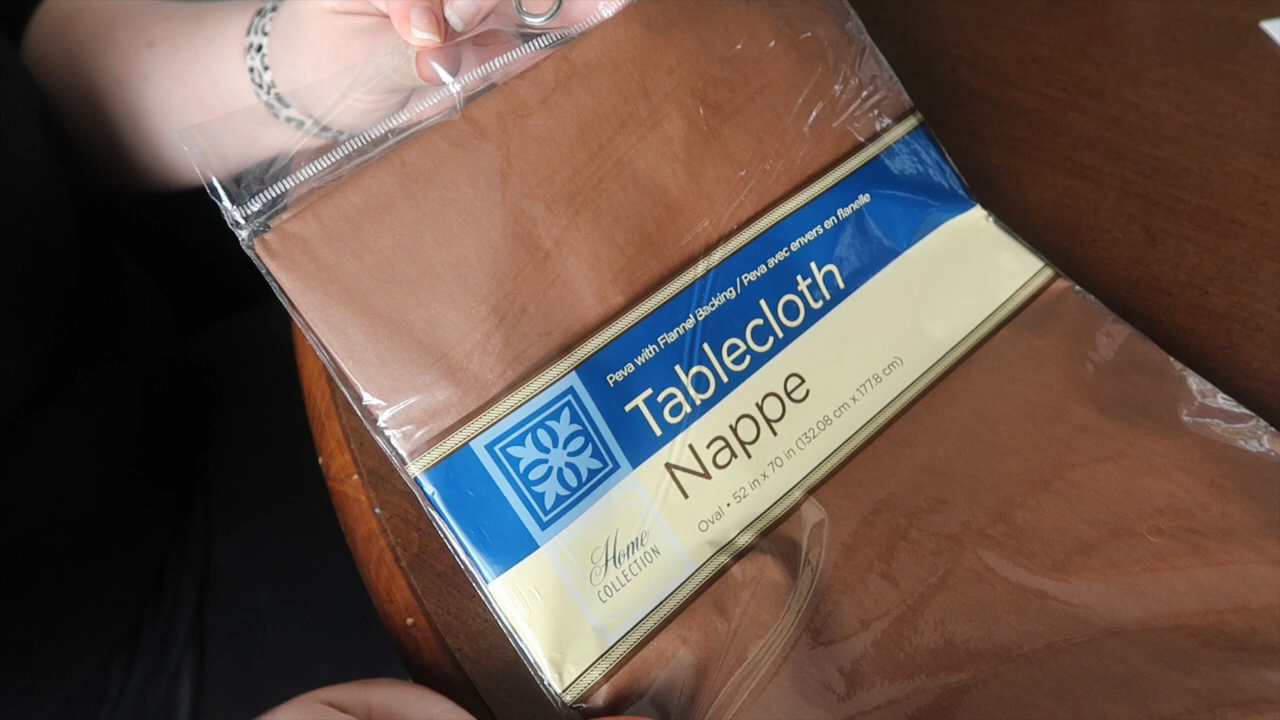 Peva with Flannel Backing / Peva avec envers en flanelle
Tablecloth
Nappe
Oval • 52 in x 70 in (132.08 cm x 177.8 cm)
Home
COLLECTION